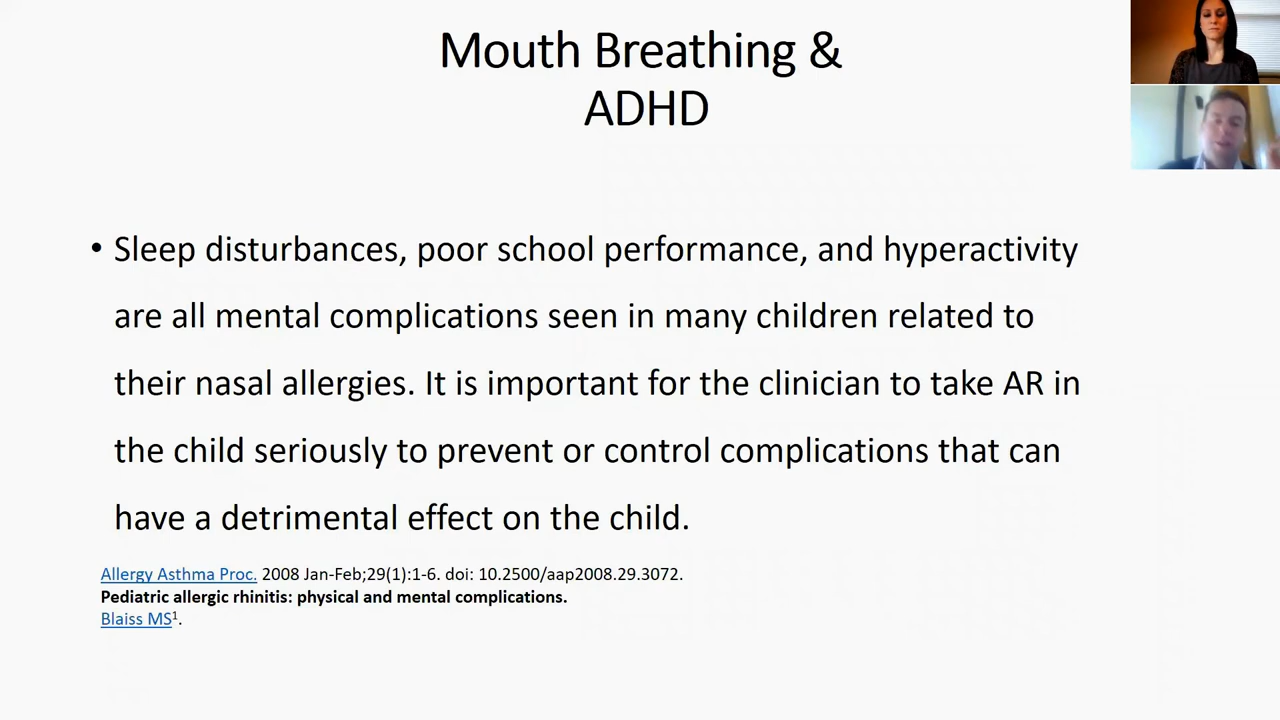 Mouth Breathing &
ADHD
• Sleep disturbances, poor school performance, and hyperactivity
are all mental complications seen in many children related to
their nasal allergies. It is important for the clinician to take AR in
the child seriously to prevent or control complications that can
have a detrimental effect on the child.
Allergy Asthma Proc. 2008 Jan-Feb;29(1):1-6. doi: 10.2500/aap2008.29.3072.
Pediatric allergic rhinitis: physical and mental complications.
Blaiss MS¹.